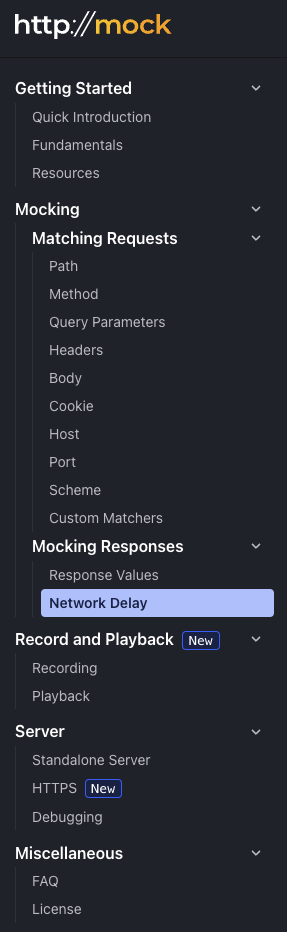 http://mock
Getting Started
Quick Introduction
Fundamentals
Resources
Mocking
Matching Requests
Path
Method
Query Parameters
Headers
Body
Cookie
Host
Port
Scheme
Custom Matchers
Mocking Responses
Response Values
Network Delay
Record and Playback New
Recording
Playback
Server
Standalone Server
HTTPS New
Debugging
Miscellaneous
FAQ
License